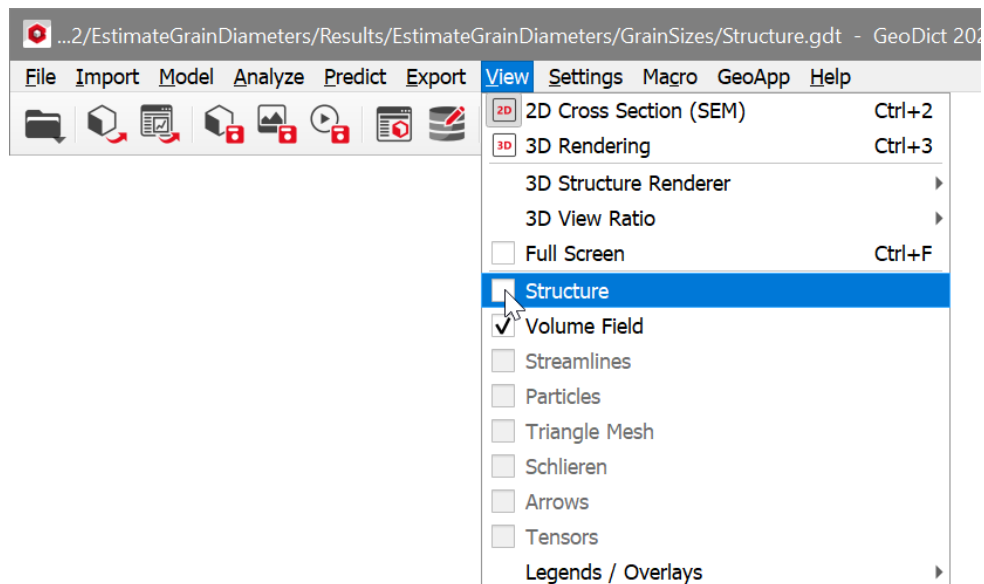 ...2/EstimateGrainDiameters/Results/EstimateGrainDiameters/GrainSizes/Structure.gdt - GeoDict 202
File Import Model Analyze Predict Export View Settings Macro GeoApp Help
2D 2D Cross Section (SEM) Ctrl+2
3D 3D Rendering Ctrl+3
3D Structure Renderer
3D View Ratio
Full Screen Ctrl+F
Structure
Volume Field
Streamlines
Particles
Triangle Mesh
Schlieren
Arrows
Tensors
Legends / Overlays